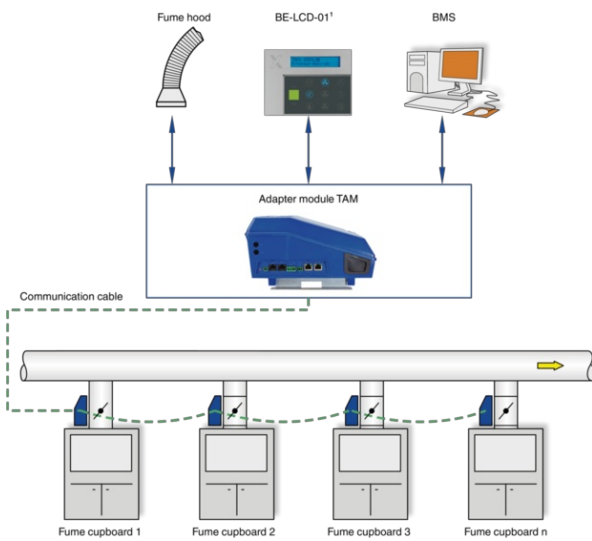 Fume hood
BE-LCD-01¹
BMS
Adapter module TAM
Communication cable
Fume cupboard 1
Fume cupboard 2
Fume cupboard 3
Fume cupboard n